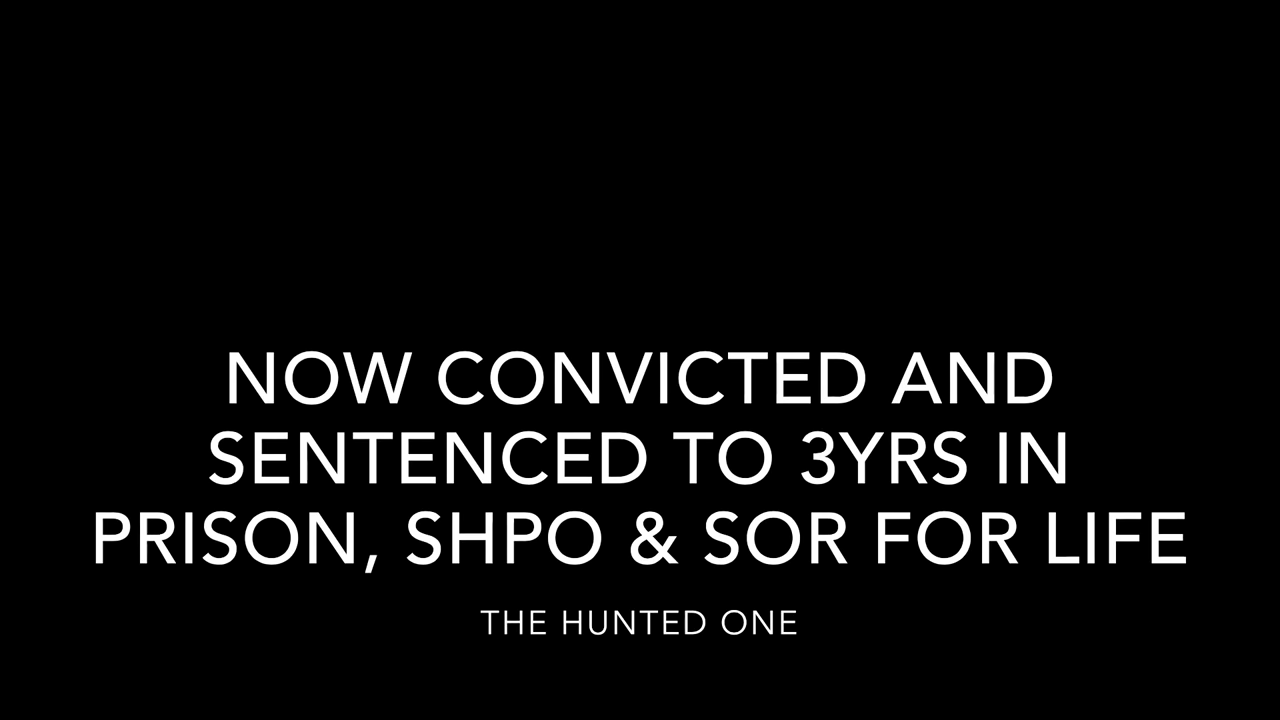 NOW CONVICTED AND
SENTENCED TO 3YRS IN
PRISON, SHPO & SOR FOR LIFE
THE HUNTED ONE